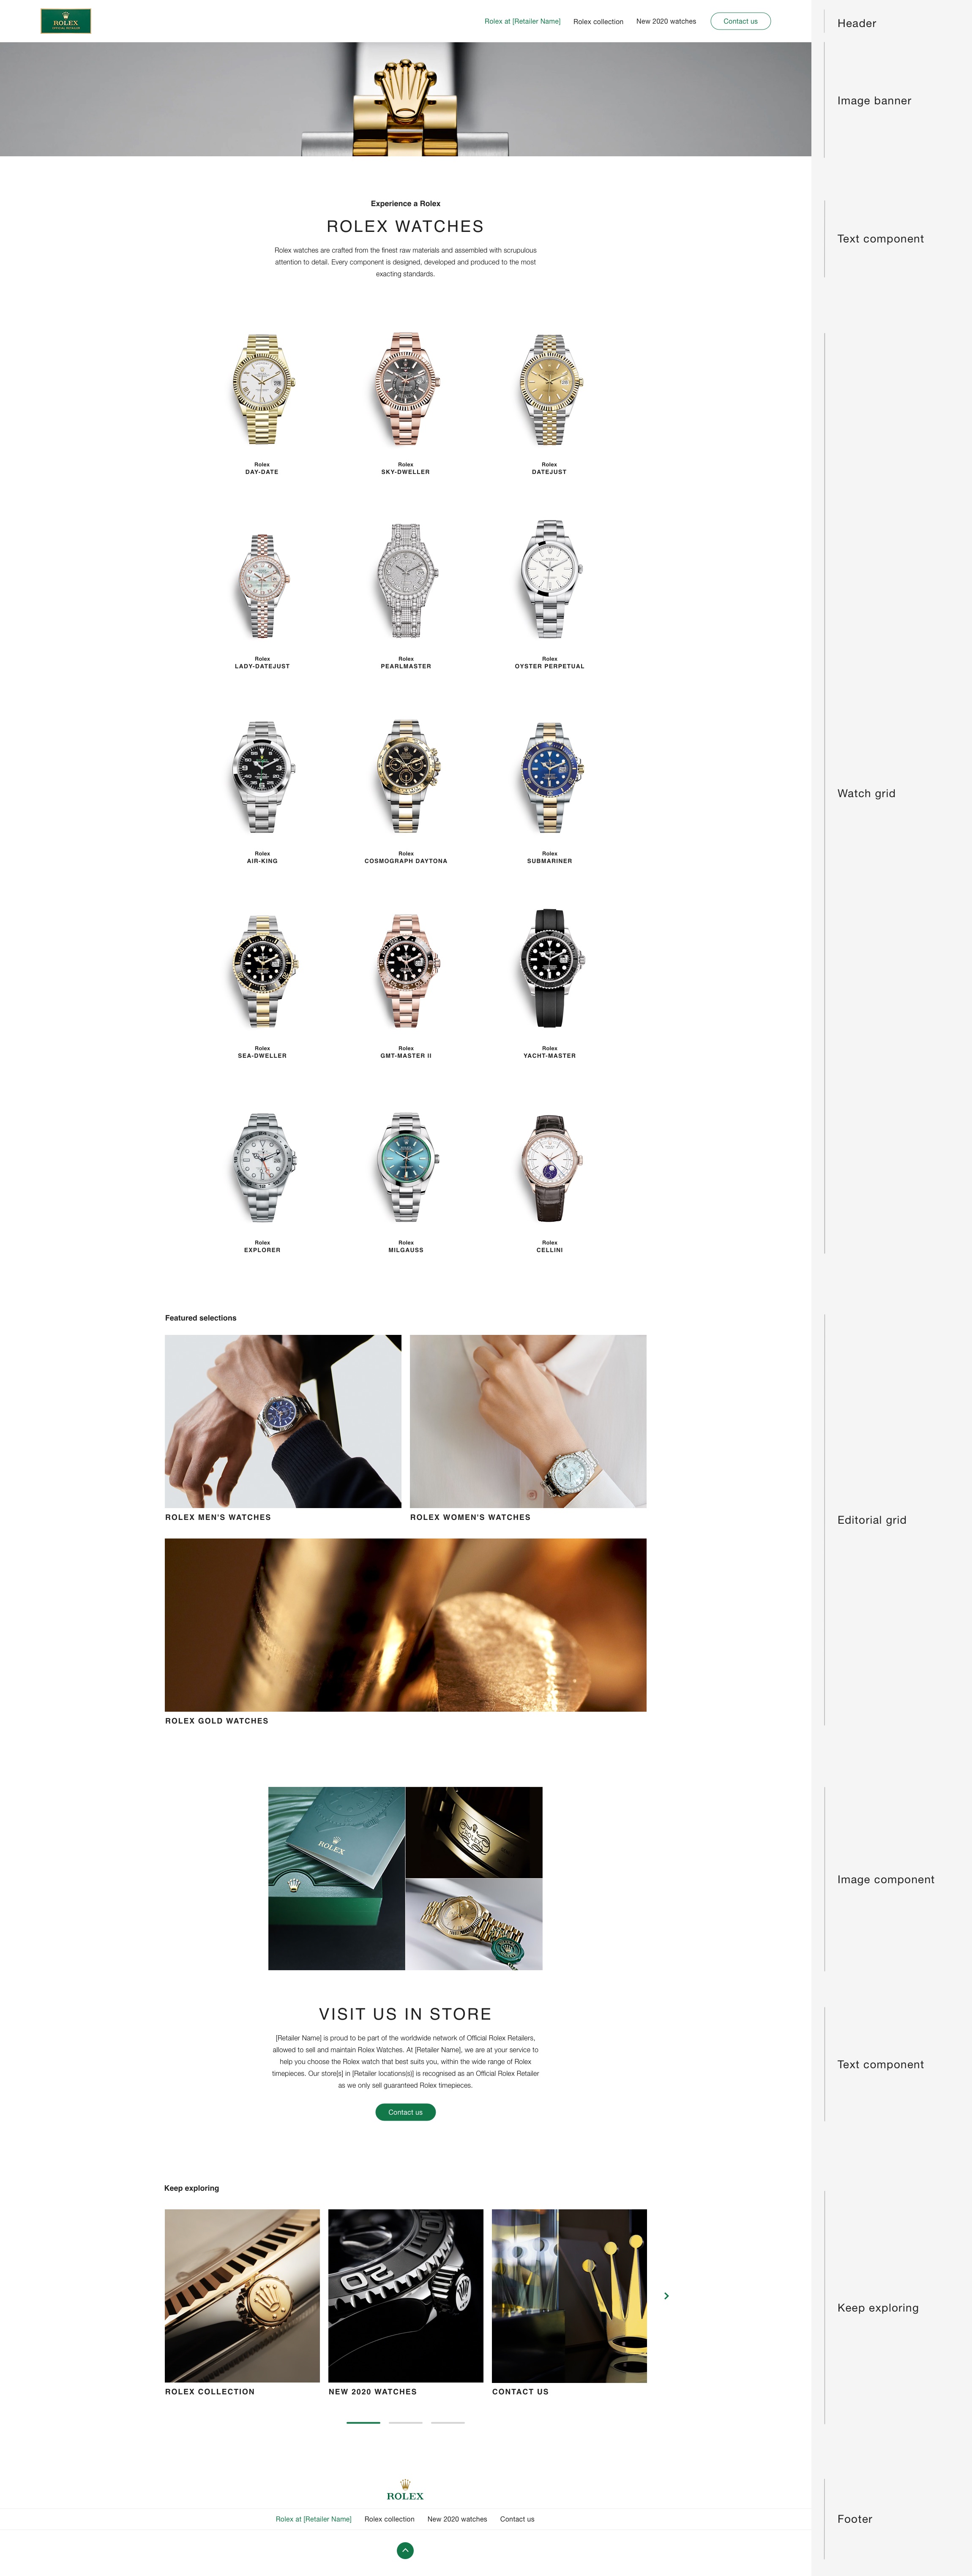 ROLEX
Rolex at [Retailer Name]
Rolex collection
New 2020 watches
Contact us
Header
Image banner
Experience a Rolex
ROLEX WATCHES
Rolex watches are crafted from the finest raw materials and assembled with scrupulous
attention to detail. Every component is designed, developed and produced to the most
exacting standards.
Text component
Rolex
DAY-DATE
Rolex
SKY-DWELLER
Rolex
DATEJUST
Rolex
LADY-DATEJUST
Rolex
PEARLMASTER
Rolex
OYSTER PERPETUAL
Rolex
AIR-KING
Rolex
COSMOGRAPH DAYTONA
Rolex
SUBMARINER
Watch grid
Rolex
SEA-DWELLER
Rolex
GMT-MASTER II
Rolex
YACHT-MASTER
Rolex
EXPLORER
Rolex
MILGAUSS
Rolex
CELLINI
Featured selections
ROLEX MEN'S WATCHES
ROLEX WOMEN'S WATCHES
Editorial grid
ROLEX GOLD WATCHES
ROLEX
ROLEX
Image component
VISIT US IN STORE
[Retailer Name] is proud to be part of the worldwide network of Official Rolex Retailers,
allowed to sell and maintain Rolex Watches. At [Retailer Name], we are at your service to
help you choose the Rolex watch that best suits you, within the wide range of Rolex
timepieces. Our store[s] in [Retailer locations(s)] is recognised as an Official Rolex Retailer
as we only sell guaranteed Rolex timepieces.
Contact us
Text component
Keep exploring
ROLEX COLLECTION
NEW 2020 WATCHES
CONTACT US
Keep exploring
ROLEX
Rolex at [Retailer Name]
Rolex collection
New 2020 watches
Contact us
Footer